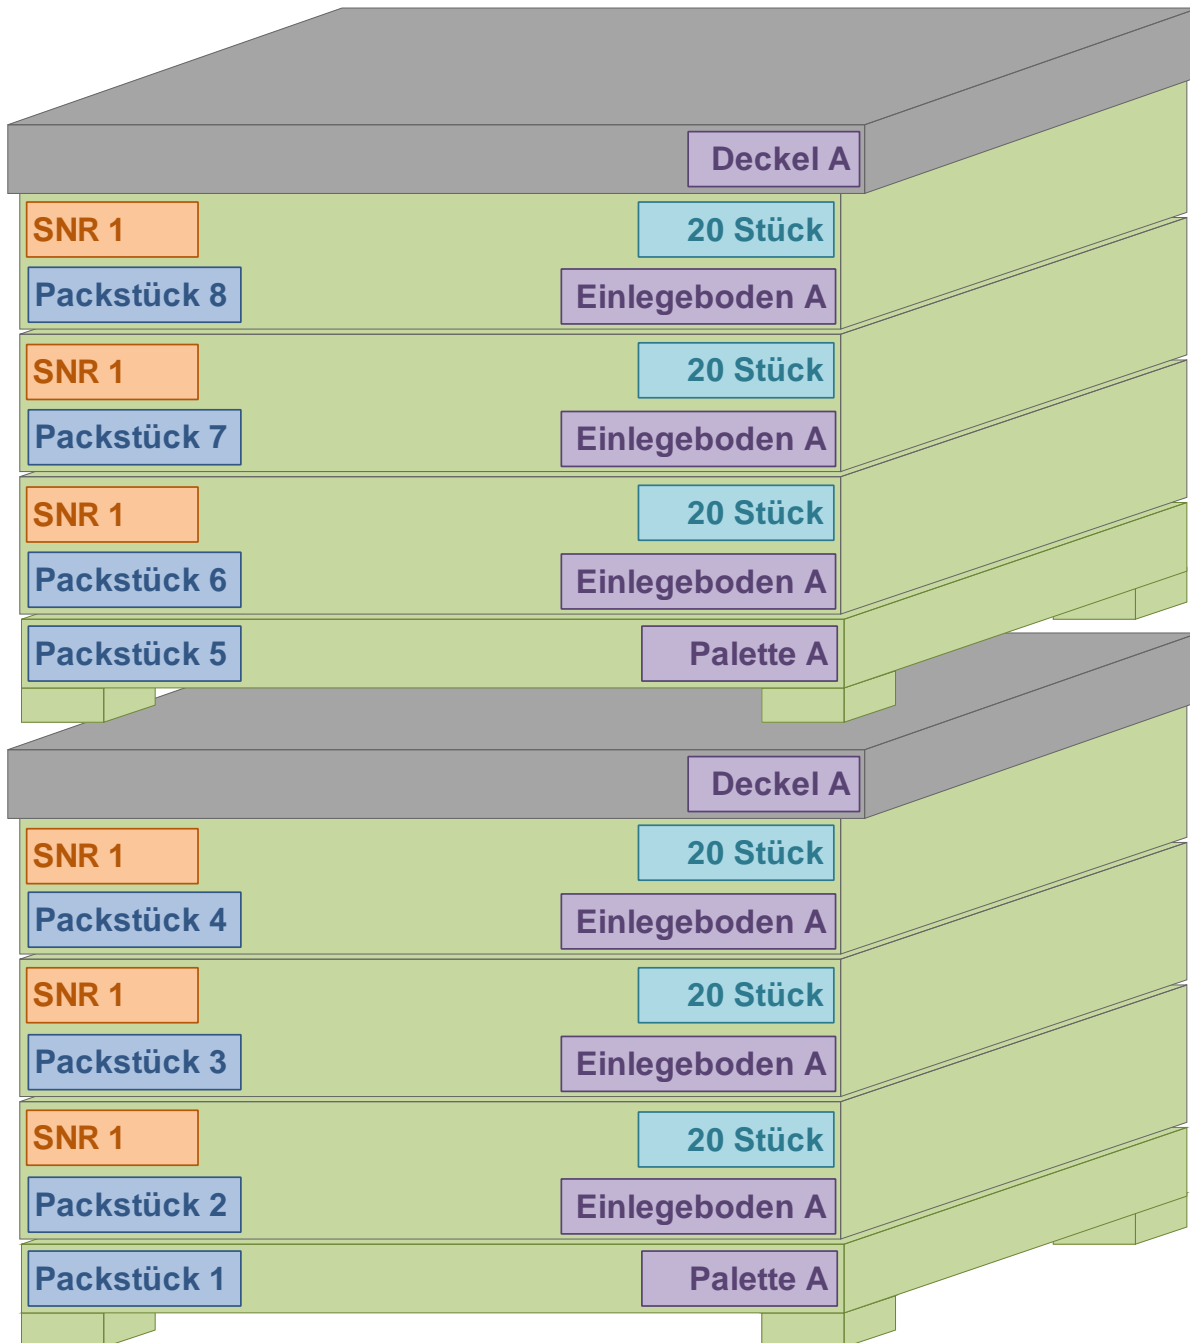 Deckel A
SNR 1 20 Stück
Packstück 8 Einlegeboden A
SNR 1 20 Stück
Packstück 7 Einlegeboden A
SNR 1 20 Stück
Packstück 6 Einlegeboden A
Packstück 5 Palette A
Deckel A
SNR 1 20 Stück
Packstück 4 Einlegeboden A
SNR 1 20 Stück
Packstück 3 Einlegeboden A
SNR 1 20 Stück
Packstück 2 Einlegeboden A
Packstück 1 Palette A